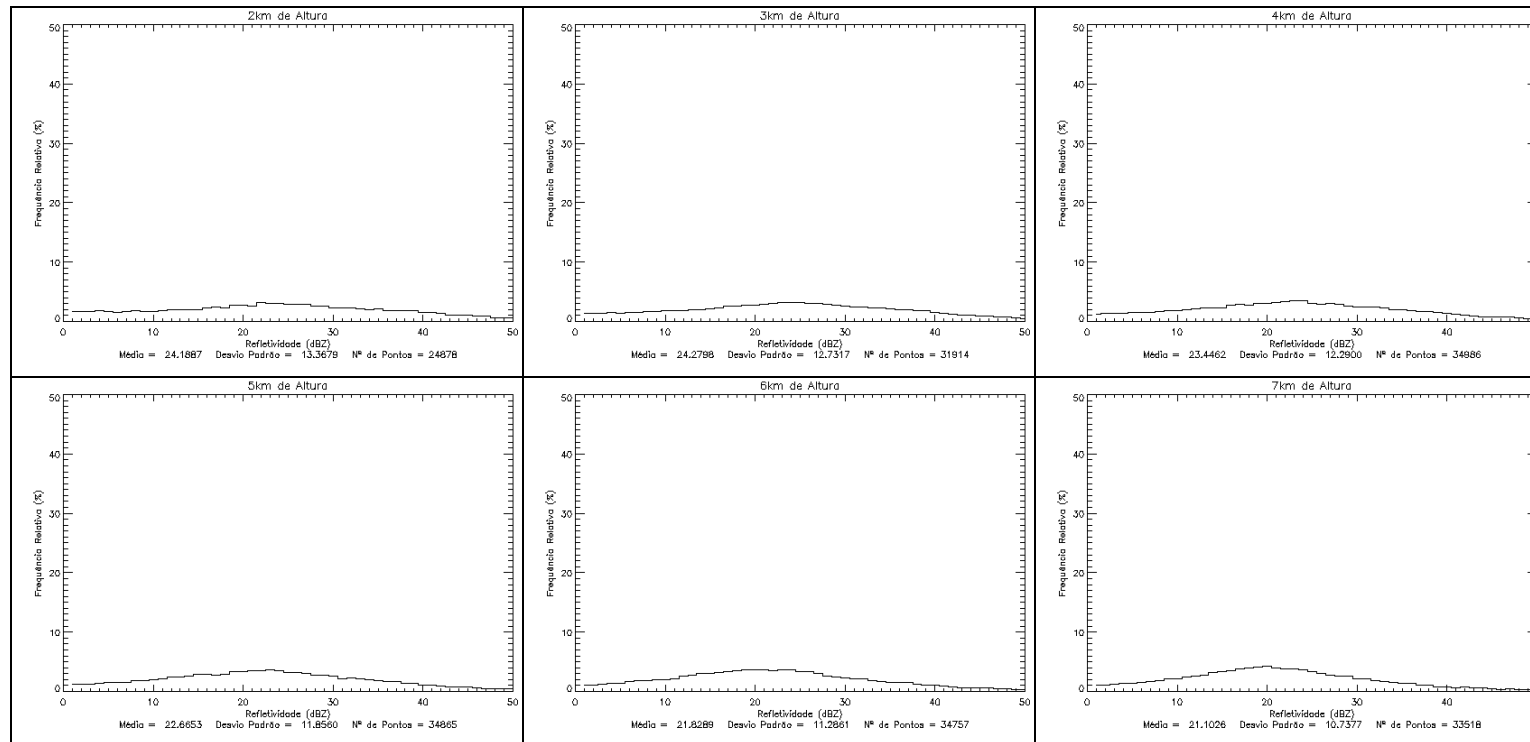 2km de Altura
50
40
30
20
10
0
Frequência Relativa (%)
0 10 20 30 40 50
Refletividade (dBZ)
Média = 24.1887 Desvio Padrão = 13.3679 Nº de Pontos = 24878
3km de Altura
50
40
30
20
10
0
Frequência Relativa (%)
0 10 20 30 40 50
Refletividade (dBZ)
Média = 24.2798 Desvio Padrão = 12.7317 Nº de Pontos = 31914
4km de Altura
50
40
30
20
10
0
Frequência Relativa (%)
0 10 20 30 40
Refletividade (dBZ)
Média = 23.4462 Desvio Padrão = 12.2900 Nº de Pontos = 34986
5km de Altura
50
40
30
20
10
0
Frequência Relativa (%)
0 10 20 30 40 50
Refletividade (dBZ)
Média = 22.6653 Desvio Padrão = 11.8560 Nº de Pontos = 34865
6km de Altura
50
40
30
20
10
0
Frequência Relativa (%)
0 10 20 30 40 50
Refletividade (dBZ)
Média = 21.8289 Desvio Padrão = 11.2861 Nº de Pontos = 34757
7km de Altura
50
40
30
20
10
0
Frequência Relativa (%)
0 10 20 30 40
Refletividade (dBZ)
Média = 21.1026 Desvio Padrão = 10.7377 Nº de Pontos = 33518